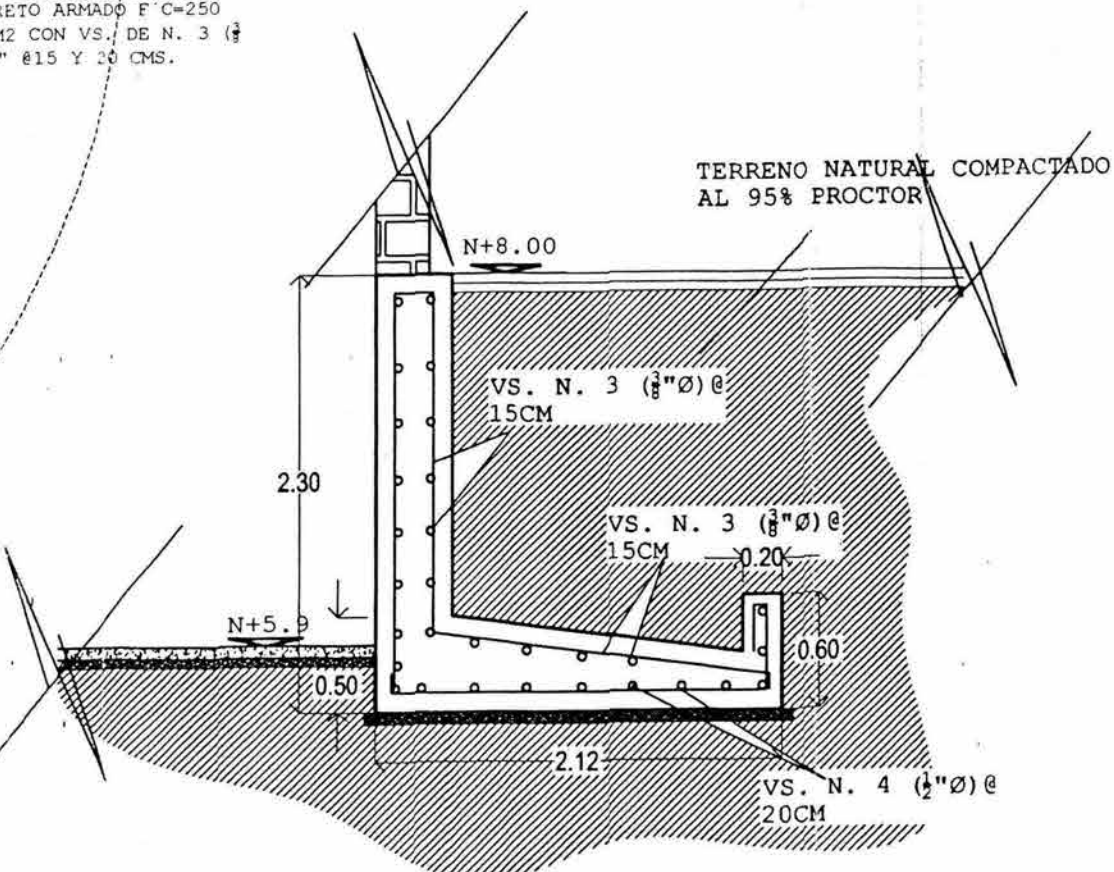 RETO ARMADO F'C=250
M2 CON VS. DE N. 3 (3/8
" @15 Y 20 CMS.
TERRENO NATURAL COMPACTADO
AL 95% PROCTOR
N+8.00
VS. N. 3 (3/8"Ø)@
15CM
2.30
VS. N. 3 (3/8"Ø)@
15CM
0.20
N+5.9
0.60
0.50
2.12
VS. N. 4 (1/2"Ø)@
20CM